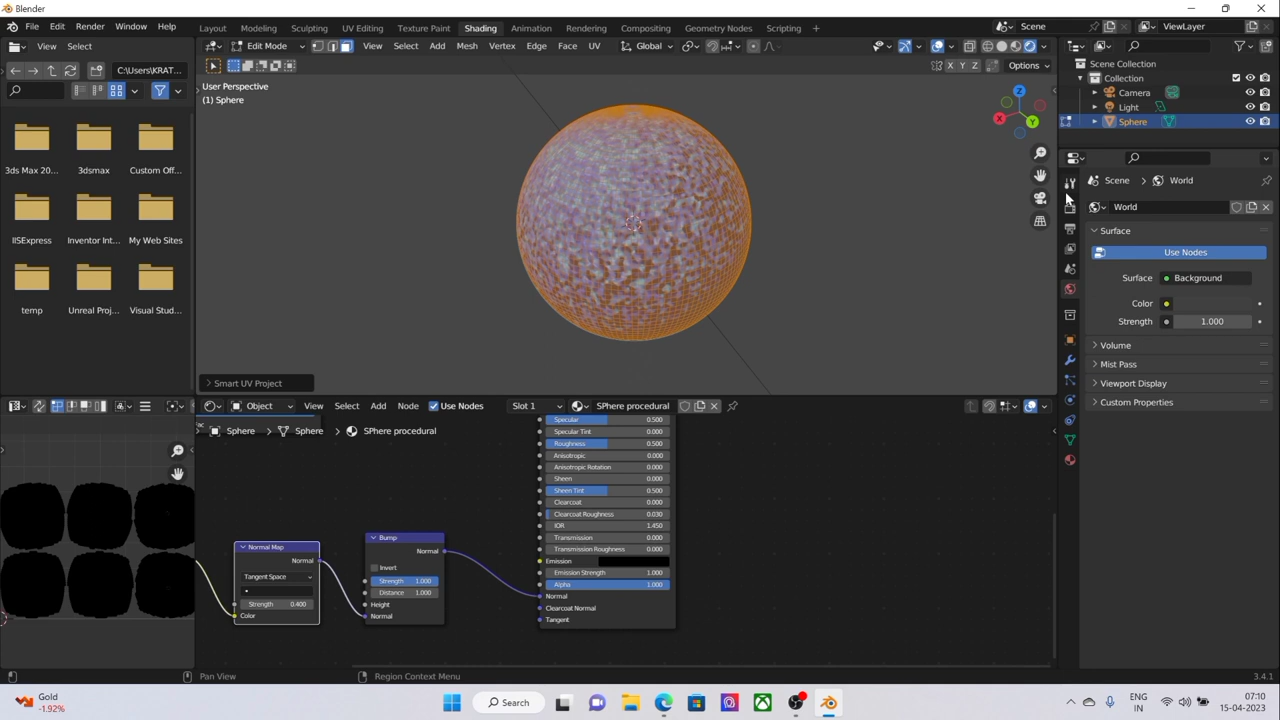 Blender
File Edit Render Window Help Layout Modeling Sculpting UV Editing Texture Paint Shading Animation Rendering Compositing Geometry Nodes Scripting Scene ViewLayer
View Select Edit Mode View Select Add Mesh Vertex Edge Face UV Global
C:\Users\KRAT... X Y Z Options
User Perspective
(1) Sphere
3ds Max 20... 3dsmax Custom Off...
IISExpress Inventor Int... My Web Sites
temp Unreal Proj... Visual Stud...
Z
X
Y
Smart UV Project
Scene Collection
Collection
Camera
Light
Sphere
Scene > World
World
Surface
Use Nodes
Surface Background
Color
Strength 1.000
Volume
Mist Pass
Viewport Display
Custom Properties
Object View Select Add Node Use Nodes Slot 1 SPhere procedural
Sphere > Sphere > SPhere procedural
Specular 0.500
Specular Tint 0.000
Roughness 0.500
Anisotropic 0.000
Anisotropic Rotation 0.000
Sheen 0.000
Sheen Tint 0.500
Clearcoat 0.000
Clearcoat Roughness 0.030
IOR 1.450
Transmission 0.000
Transmission Roughness 0.000
Emission
Emission Strength 1.000
Alpha 1.000
Normal
Clearcoat Normal
Tangent
Normal Map
Normal
Tangent Space
Strength 0.400
Color
Bump
Normal
Invert
Strength 1.000
Distance 1.000
Height
Normal
Pan View Region Context Menu 3.4.1
Gold
-1.92%
Search
ENG
IN
07:10
15-04-2023